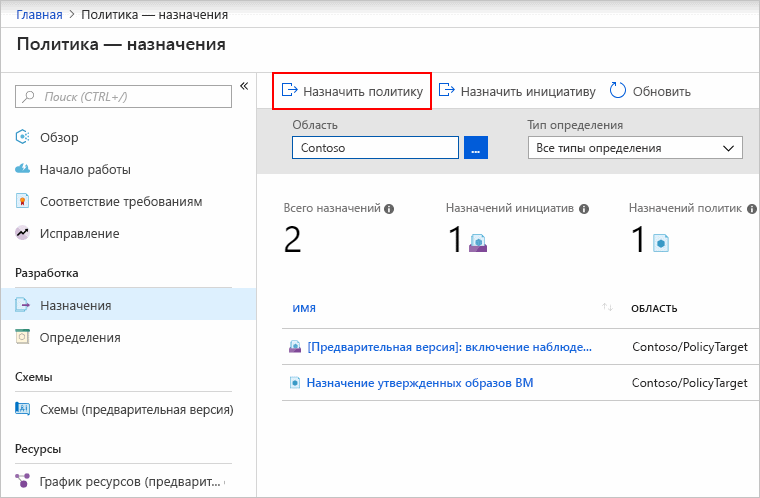 Главная > Политика — назначения
Политика — назначения
Поиск (CTRL+/)
«
Назначить политику
Назначить инициативу
Обновить
Область
Тип определения
Contoso
...
Все типы определения
Обзор
Начало работы
Соответствие требованиям
Исправление
Разработка
Назначения
Определения
Схемы
Схемы (предварительная версия)
Ресурсы
График ресурсов (предварит...
Всего назначений
Назначений инициатив
Назначений политик
2
1
1
ИМЯ
ОБЛАСТЬ
[Предварительная версия]: включение наблюде...
Contoso/PolicyTarget
Назначение утвержденных образов ВМ
Contoso/PolicyTarget